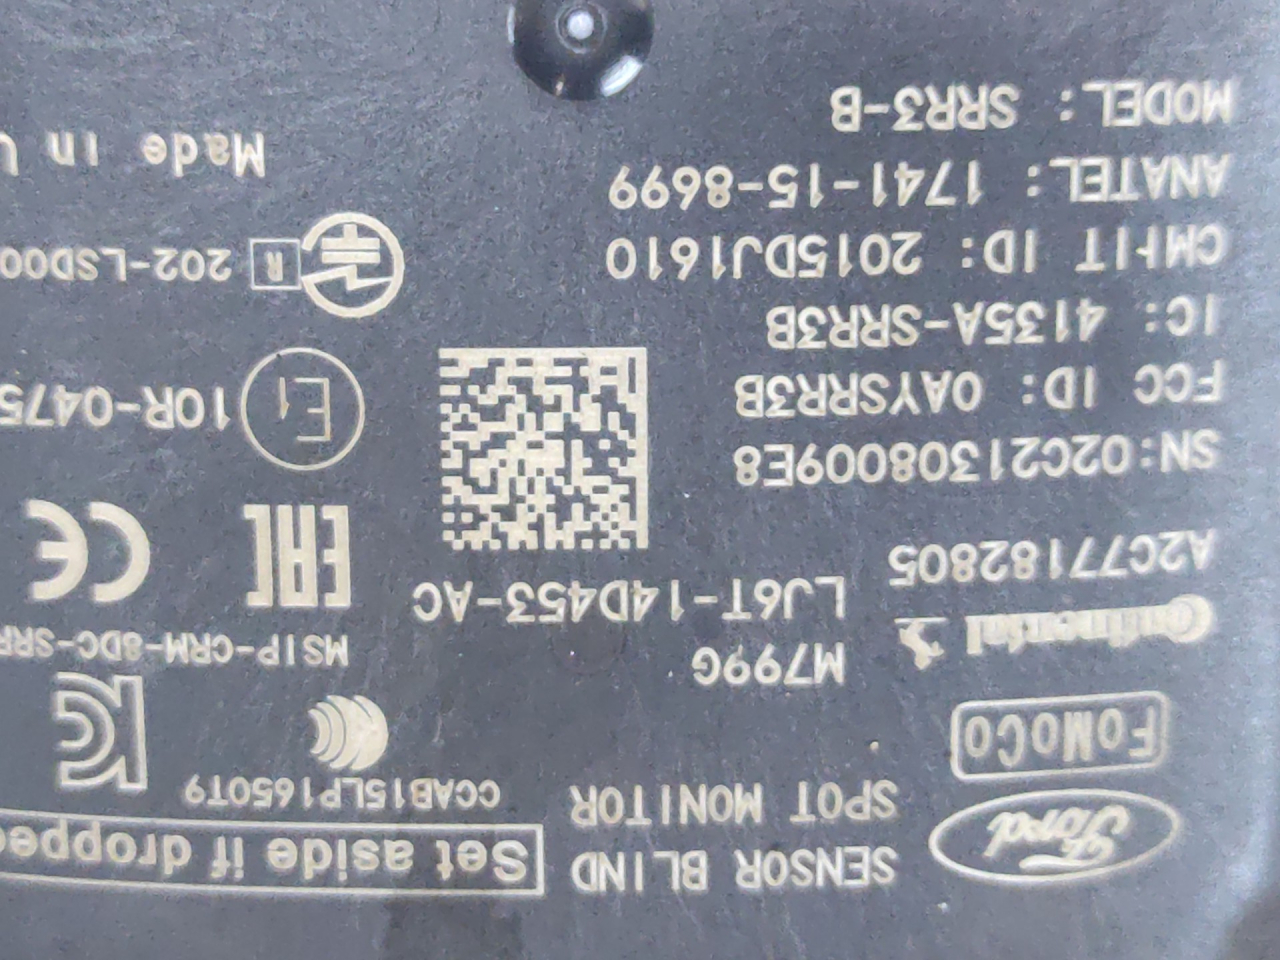 Ford
SENSOR BLIND
SPOT MONITOR
Set aside if dropped
FoMoCo
CCAB15LP1650T9
M799G
Continental
LJ6T-14D453-AC
MSIP-CRM-8DC-SRR
A2C77182805
EAC
CE
SN:02C21308009E8
E1
10R-0475
FCC ID: OAYSRR3B
IC: 4135A-SRR3B
CMIIT ID: 2015DJ1610
R
202-LSD00
ANATEL: 1741-15-8699
Made in U
MODEL: SRR3-B